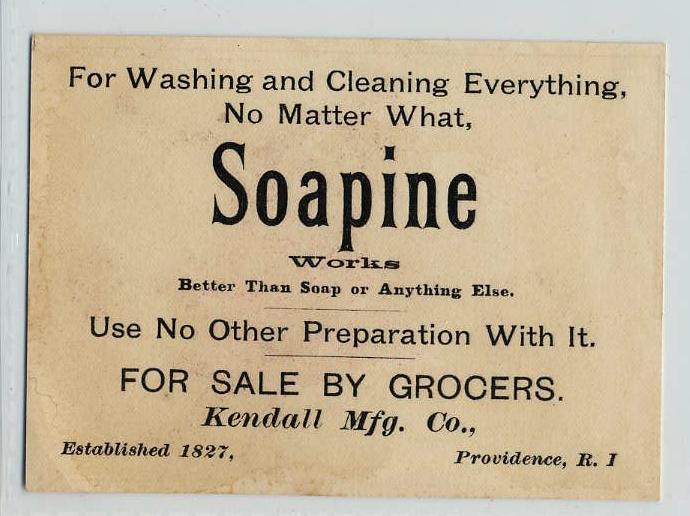 For Washing and Cleaning Everything,
No Matter What,
Soapine
Works
Better Than Soap or Anything Else.
Use No Other Preparation With It.
FOR SALE BY GROCERS.
Kendall Mfg. Co.,
Established 1827,
Providence, R. I